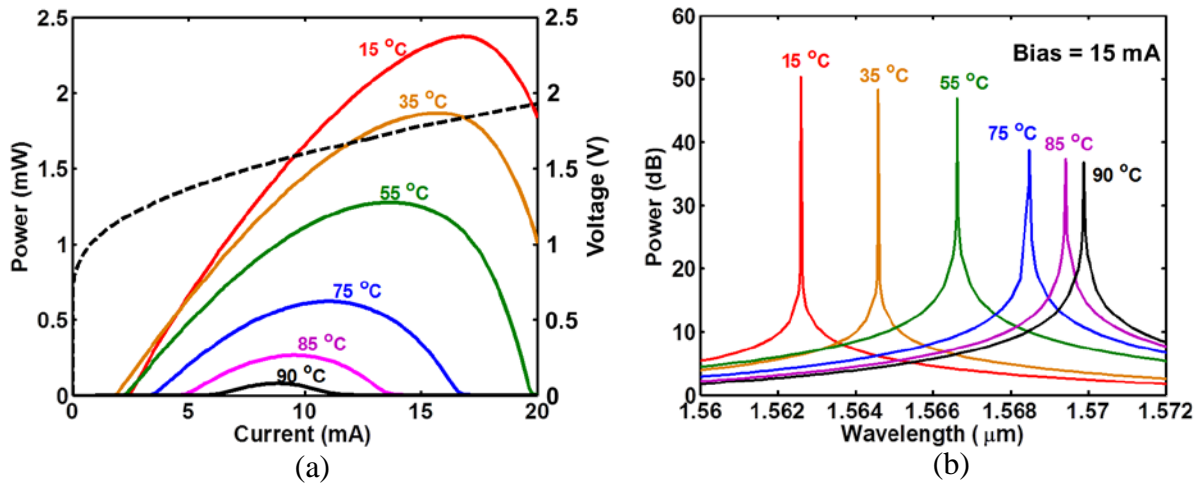 2.5
2
1.5
1
0.5
0
Power (mW)
15 °C
35 °C
55 °C
75 °C
85 °C
90 °C
2.5
2
1.5
1
0.5
0
Voltage (V)
0 5 10 15 20
Current (mA)
(a)
60
50
40
30
20
10
0
Power (dB)
Bias = 15 mA
15 °C
35 °C
55 °C
75 °C
85 °C
90 °C
1.56 1.562 1.564 1.566 1.568 1.57 1.572
Wavelength ( μm)
(b)